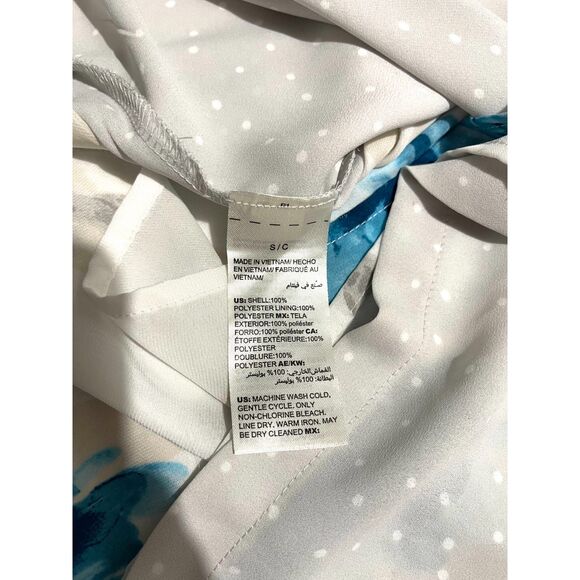 S / C
MADE IN VIETNAM/ HECHO
EN VIETNAM/ FABRIQUÉ AU
VIETNAM/
صنع في فيتنام
US: SHELL:100%
POLYESTER LINING:100%
POLYESTER MX: TELA
EXTERIOR:100% poliéster
FORRO:100% poliéster CA:
ÉTOFFE EXTÉRIEURE:100%
POLYESTER
DOUBLURE:100%
POLYESTER AE/KW:
القماش الخارجي: 100% بوليستر
البطانة: 100% بوليستر
US: MACHINE WASH COLD,
GENTLE CYCLE. ONLY
NON-CHLORINE BLEACH.
LINE DRY. WARM IRON. MAY
BE DRY CLEANED MX: